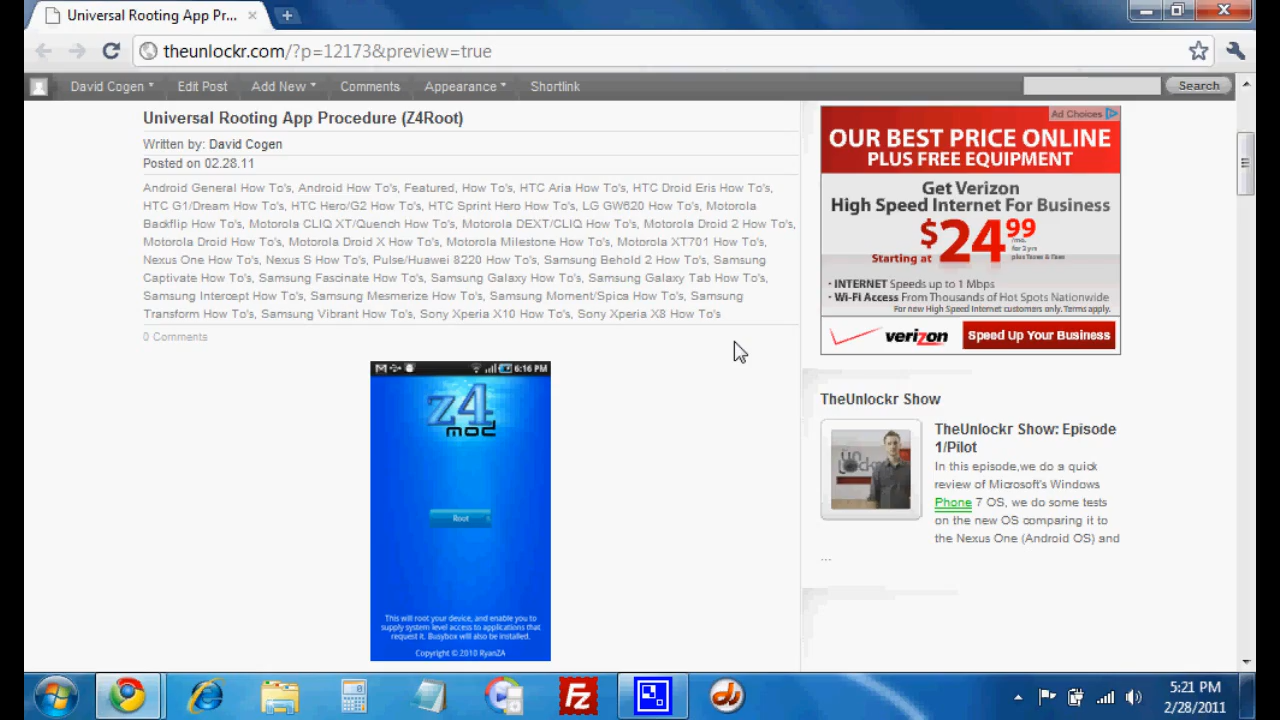 Universal Rooting App Pr...
theunlockr.com/?p=12173&preview=true
David Cogen Edit Post Add New Comments Appearance Shortlink Search
Universal Rooting App Procedure (Z4Root)
Written by: David Cogen
Posted on 02.28.11
Android General How To's, Android How To's, Featured, How To's, HTC Aria How To's, HTC Droid Eris How To's,
HTC G1/Dream How To's, HTC Hero/G2 How To's, HTC Sprint Hero How To's, LG GW620 How To's, Motorola
Backflip How To's, Motorola CLIQ XT/Quench How To's, Motorola DEXT/CLIQ How To's, Motorola Droid 2 How To's,
Motorola Droid How To's, Motorola Droid X How To's, Motorola Milestone How To's, Motorola XT701 How To's,
Nexus One How To's, Nexus S How To's, Pulse/Huawei 8220 How To's, Samsung Behold 2 How To's, Samsung
Captivate How To's, Samsung Fascinate How To's, Samsung Galaxy How To's, Samsung Galaxy Tab How To's,
Samsung Intercept How To's, Samsung Mesmerize How To's, Samsung Moment/Spica How To's, Samsung
Transform How To's, Samsung Vibrant How To's, Sony Xperia X10 How To's, Sony Xperia X8 How To's
0 Comments
6:16 PM
z4
mod
Root
This will root your device, and enable you to
supply system level access to applications that
request it. Busybox will also be installed.
Copyright © 2010 RyanZA
Ad Choices
OUR BEST PRICE ONLINE
PLUS FREE EQUIPMENT
Get Verizon
High Speed Internet For Business
Starting at $24 99
/mo.
for 2 yrs
plus Taxes & Fees
· INTERNET Speeds up to 1 Mbps
· Wi-Fi Access From Thousands of Hot Spots Nationwide
For new High Speed Internet customers only. Terms apply.
verizon Speed Up Your Business
TheUnlockr Show
TheUnlockr Show: Episode
1/Pilot
In this episode,we do a quick
review of Microsoft's Windows
Phone 7 OS, we do some tests
on the new OS comparing it to
the Nexus One (Android OS) and
...
5:21 PM
2/28/2011